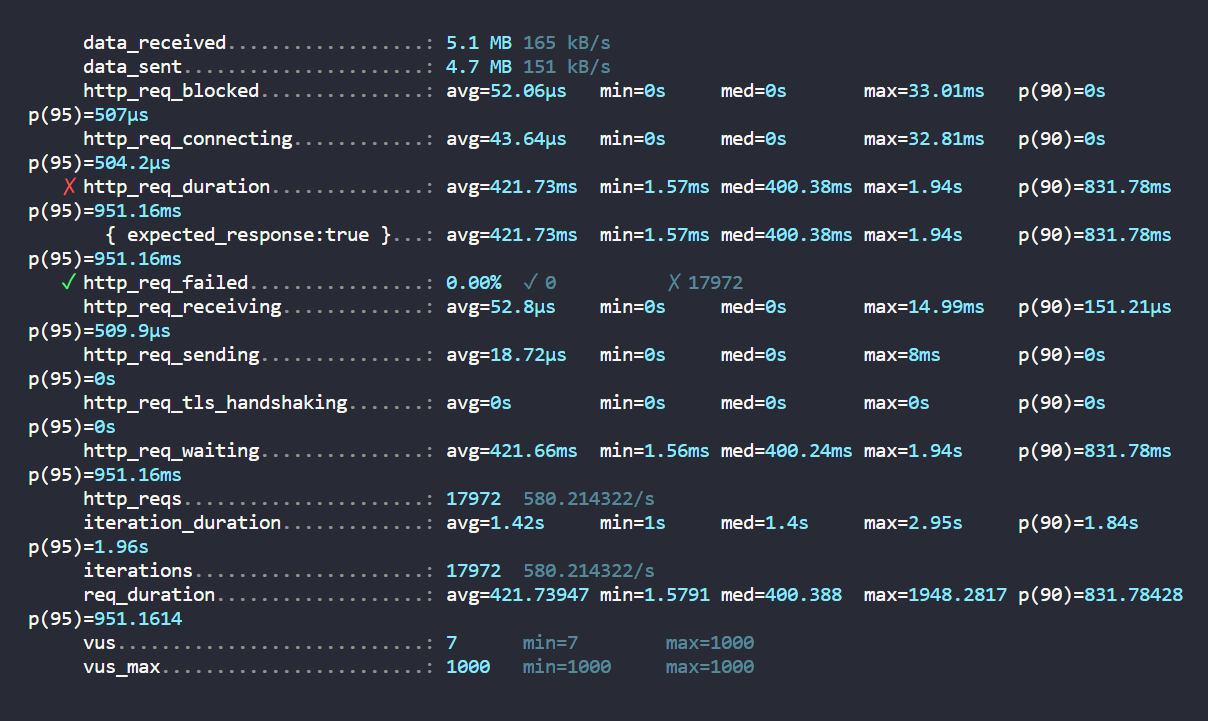 data_received..................: 5.1 MB 165 kB/s
data_sent......................: 4.7 MB 151 kB/s
http_req_blocked...............: avg=52.06µs min=0s med=0s max=33.01ms p(90)=0s
p(95)=507µs
http_req_connecting............: avg=43.64µs min=0s med=0s max=32.81ms p(90)=0s
p(95)=504.2µs
✗ http_req_duration..............: avg=421.73ms min=1.57ms med=400.38ms max=1.94s p(90)=831.78ms
p(95)=951.16ms
{ expected_response:true }...: avg=421.73ms min=1.57ms med=400.38ms max=1.94s p(90)=831.78ms
p(95)=951.16ms
✓ http_req_failed................: 0.00% ✓ 0 ✗ 17972
http_req_receiving.............: avg=52.8µs min=0s med=0s max=14.99ms p(90)=151.21µs
p(95)=509.9µs
http_req_sending...............: avg=18.72µs min=0s med=0s max=8ms p(90)=0s
p(95)=0s
http_req_tls_handshaking.......: avg=0s min=0s med=0s max=0s p(90)=0s
p(95)=0s
http_req_waiting...............: avg=421.66ms min=1.56ms med=400.24ms max=1.94s p(90)=831.78ms
p(95)=951.16ms
http_reqs......................: 17972 580.214322/s
iteration_duration.............: avg=1.42s min=1s med=1.4s max=2.95s p(90)=1.84s
p(95)=1.96s
iterations.....................: 17972 580.214322/s
req_duration...................: avg=421.73947 min=1.5791 med=400.388 max=1948.2817 p(90)=831.78428
p(95)=951.1614
vus............................: 7 min=7 max=1000
vus_max........................: 1000 min=1000 max=1000